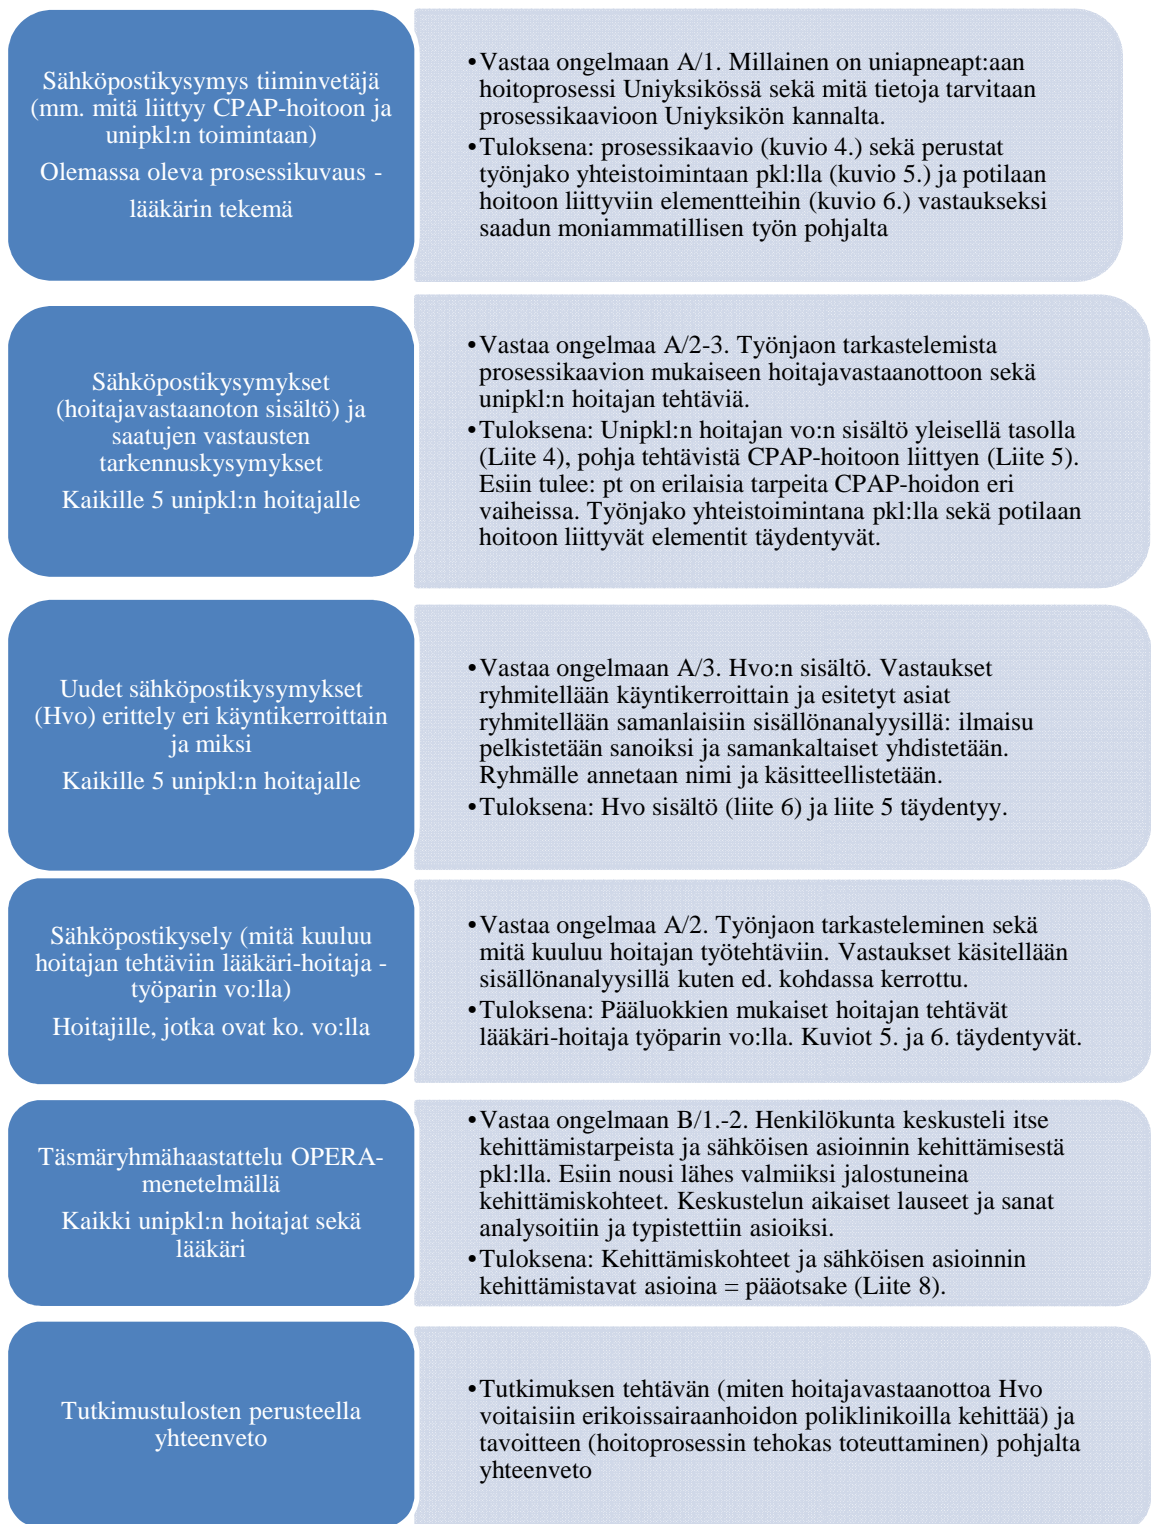 Sähköpostikysymys tiiminvetäjä
(mm. mitä liittyy CPAP-hoitoon ja
unipkl:n toimintaan)
Olemassa oleva prosessikuvaus -
lääkärin tekemä
•Vastaa ongelmaan A/1. Millainen on uniapneapt:aan
hoitoprosessi Uniyksikössä sekä mitä tietoja tarvitaan
prosessikaavioon Uniyksikön kannalta.
•Tuloksena: prosessikaavio (kuvio 4.) sekä perustat
työnjako yhteistoimintaan pkl:lla (kuvio 5.) ja potilaan
hoitoon liittyviin elementteihin (kuvio 6.) vastaukseksi
saadun moniammatillisen työn pohjalta
Sähköpostikysymykset
(hoitajavastaanoton sisältö) ja
saatujen vastausten
tarkennuskysymykset
Kaikille 5 unipkl:n hoitajalle
•Vastaa ongelmaa A/2-3. Työnjaon tarkastelemista
prosessikaavion mukaiseen hoitajavastaanottoon sekä
unipkl:n hoitajan tehtäviä.
•Tuloksena: Unipkl:n hoitajan vo:n sisältö yleisellä tasolla
(Liite 4), pohja tehtävistä CPAP-hoitoon liittyen (Liite 5).
Esiin tulee: pt on erilaisia tarpeita CPAP-hoidon eri
vaiheissa. Työnjako yhteistoimintana pkl:lla sekä potilaan
hoitoon liittyvät elementit täydentyvät.
Uudet sähköpostikysymykset
(Hvo) erittely eri käyntikerroittain
ja miksi
Kaikille 5 unipkl:n hoitajalle
•Vastaa ongelmaan A/3. Hvo:n sisältö. Vastaukset
ryhmitellään käyntikerroittain ja esitetyt asiat
ryhmitellään samanlaisiin sisällönanalyysillä: ilmaisu
pelkistetään sanoiksi ja samankaltaiset yhdistetään.
Ryhmälle annetaan nimi ja käsitteellistetään.
•Tuloksena: Hvo sisältö (liite 6) ja liite 5 täydentyy.
Sähköpostikysely (mitä kuuluu
hoitajan tehtäviin lääkäri-hoitaja -
työparin vo:lla)
Hoitajille, jotka ovat ko. vo:lla
•Vastaa ongelmaa A/2. Työnjaon tarkasteleminen sekä
mitä kuuluu hoitajan työtehtäviin. Vastaukset käsitellään
sisällönanalyysillä kuten ed. kohdassa kerrottu.
•Tuloksena: Pääluokkien mukaiset hoitajan tehtävät
lääkäri-hoitaja työparin vo:lla. Kuviot 5. ja 6. täydentyvät.
Täsmäryhmähaastattelu OPERA-
menetelmällä
Kaikki unipkl:n hoitajat sekä
lääkäri
•Vastaa ongelmaan B/1.-2. Henkilökunta keskusteli itse
kehittämistarpeista ja sähköisen asioinnin kehittämisestä
pkl:lla. Esiin nousi lähes valmiiksi jalostuneina
kehittämiskohteet. Keskustelun aikaiset lauseet ja sanat
analysoitiin ja typistettiin asioiksi.
•Tuloksena: Kehittämiskohteet ja sähköisen asioinnin
kehittämistavat asioina = pääotsake (Liite 8).
Tutkimustulosten perusteella
yhteenveto
•Tutkimuksen tehtävän (miten hoitajavastaanottoa Hvo
voitaisiin erikoissairaanhoidon poliklinikoilla kehittää) ja
tavoitteen (hoitoprosessin tehokas toteuttaminen) pohjalta
yhteenveto